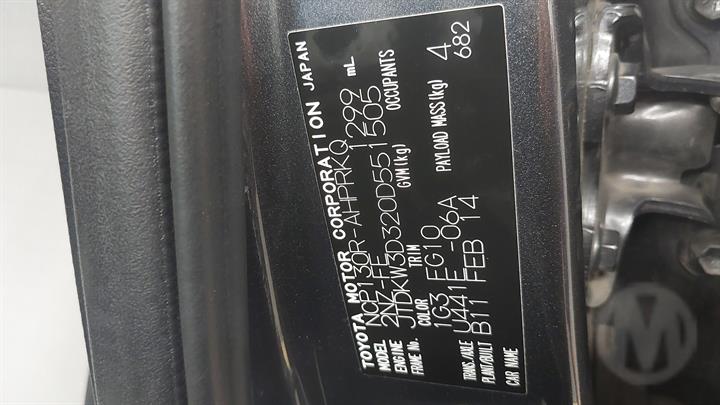 TOYOTA MOTOR CORPORATION JAPAN
MODEL NCP130R-AHPRKQ
ENGINE 2NZ-FE 1299 mL
FRAME No. JTDKW3D320D551505
COLOR TRIM GVM(kg) OCCUPANTS
1G3 EG10 4
TRANS./AXLE U441E -06A PAYLOAD MASS(kg) 682
PLANT/BUILT B11 FEB 14
CAR NAME
M